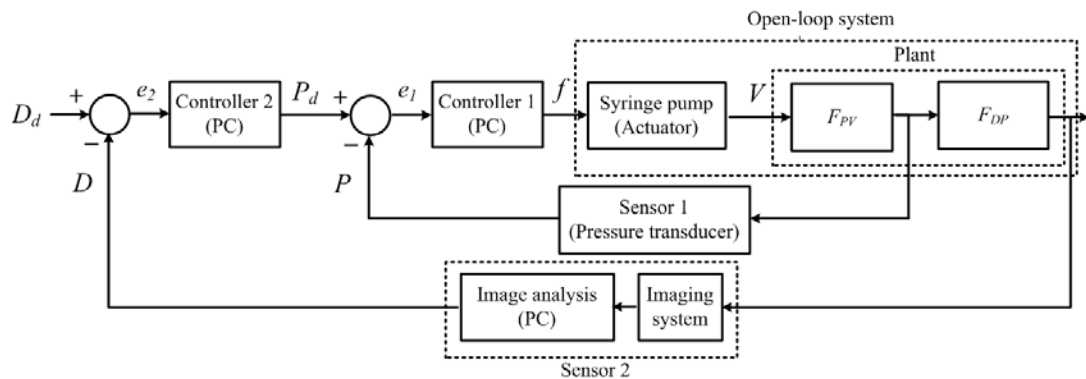 Open-loop system
Plant
D_d
+
−
e_2
Controller 2
(PC)
P_d
+
−
e_1
Controller 1
(PC)
f
Syringe pump
(Actuator)
V
F_PV
F_DP
D
P
Sensor 1
(Pressure transducer)
Image analysis
(PC)
Imaging
system
Sensor 2